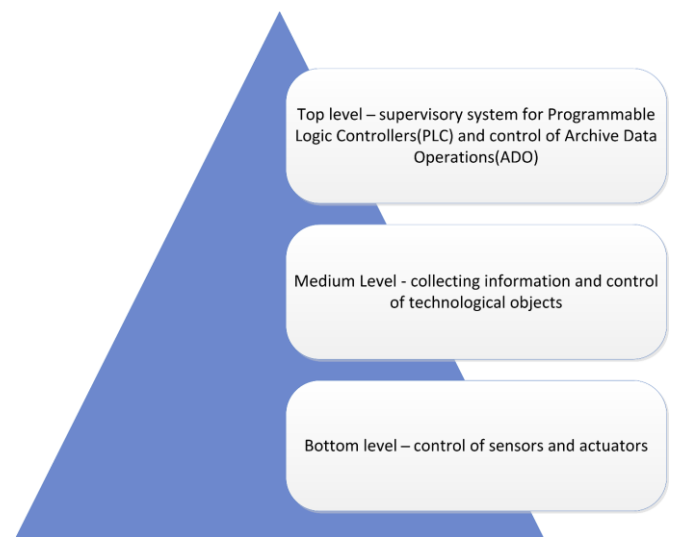 Top level – supervisory system for Programmable
Logic Controllers(PLC) and control of Archive Data
Operations(ADO)
Medium Level - collecting information and control
of technological objects
Bottom level – control of sensors and actuators